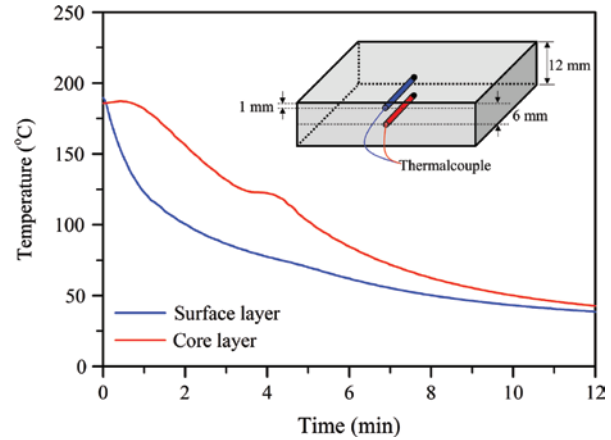 250
200
150
100
50
0
Temperature (°C)
12 mm
1 mm
6 mm
Thermalcouple
Surface layer
Core layer
0 2 4 6 8 10 12
Time (min)